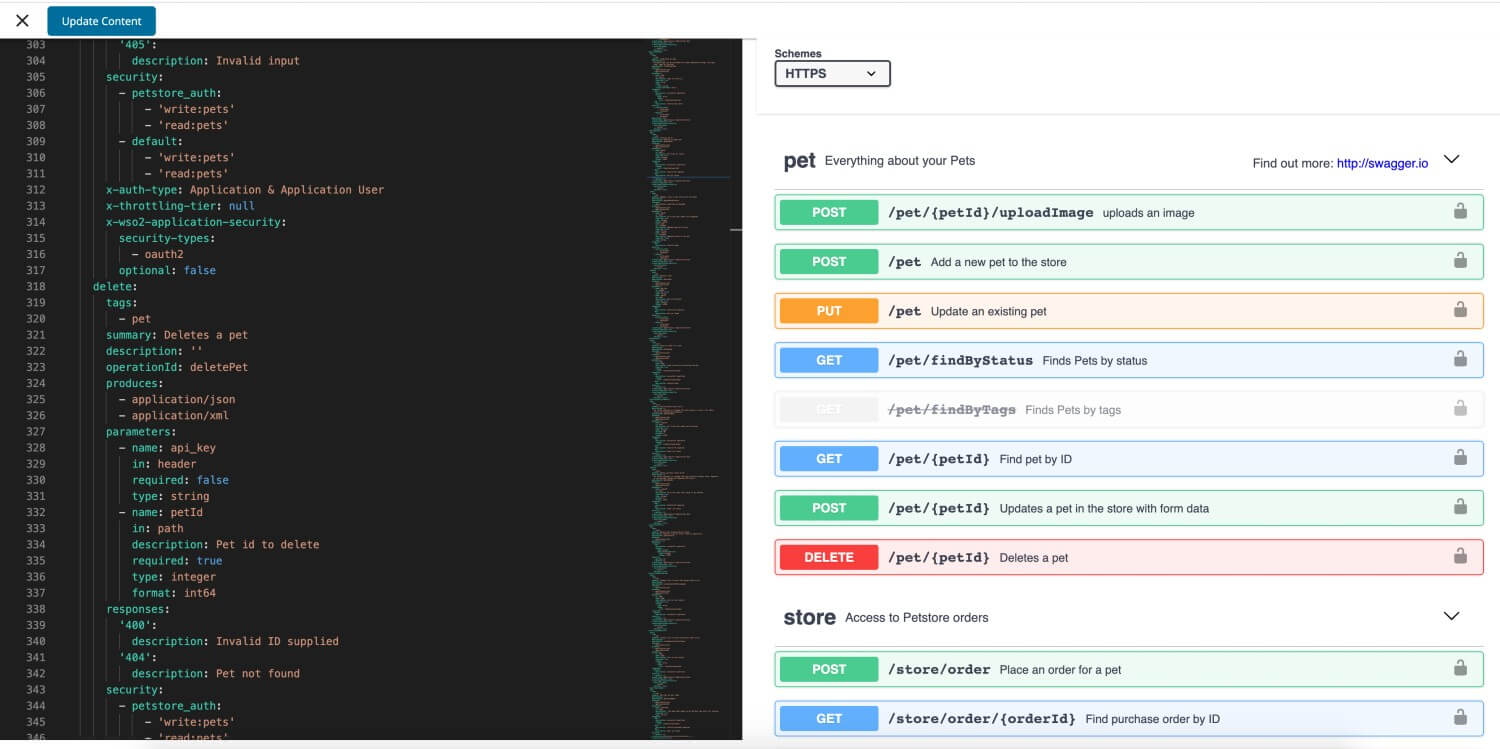 Update Content
303 '405':
304 description: Invalid input
305 security:
306 - petstore_auth:
307 - 'write:pets'
308 - 'read:pets'
309 - default:
310 - 'write:pets'
311 - 'read:pets'
312 x-auth-type: Application & Application User
313 x-throttling-tier: null
314 x-wso2-application-security:
315 security-types:
316 - oauth2
317 optional: false
318 delete:
319 tags:
320 - pet
321 summary: Deletes a pet
322 description: ''
323 operationId: deletePet
324 produces:
325 - application/json
326 - application/xml
327 parameters:
328 - name: api_key
329 in: header
330 required: false
331 type: string
332 - name: petId
333 in: path
334 description: Pet id to delete
335 required: true
336 type: integer
337 format: int64
338 responses:
339 '400':
340 description: Invalid ID supplied
341 '404':
342 description: Pet not found
343 security:
344 - petstore_auth:
345 - 'write:pets'
346 - 'read:pets'
Schemes
HTTPS
pet Everything about your Pets Find out more: http://swagger.io
POST /pet/{petId}/uploadImage uploads an image
POST /pet Add a new pet to the store
PUT /pet Update an existing pet
GET /pet/findByStatus Finds Pets by status
GET /pet/findByTags Finds Pets by tags
GET /pet/{petId} Find pet by ID
POST /pet/{petId} Updates a pet in the store with form data
DELETE /pet/{petId} Deletes a pet
store Access to Petstore orders
POST /store/order Place an order for a pet
GET /store/order/{orderId} Find purchase order by ID